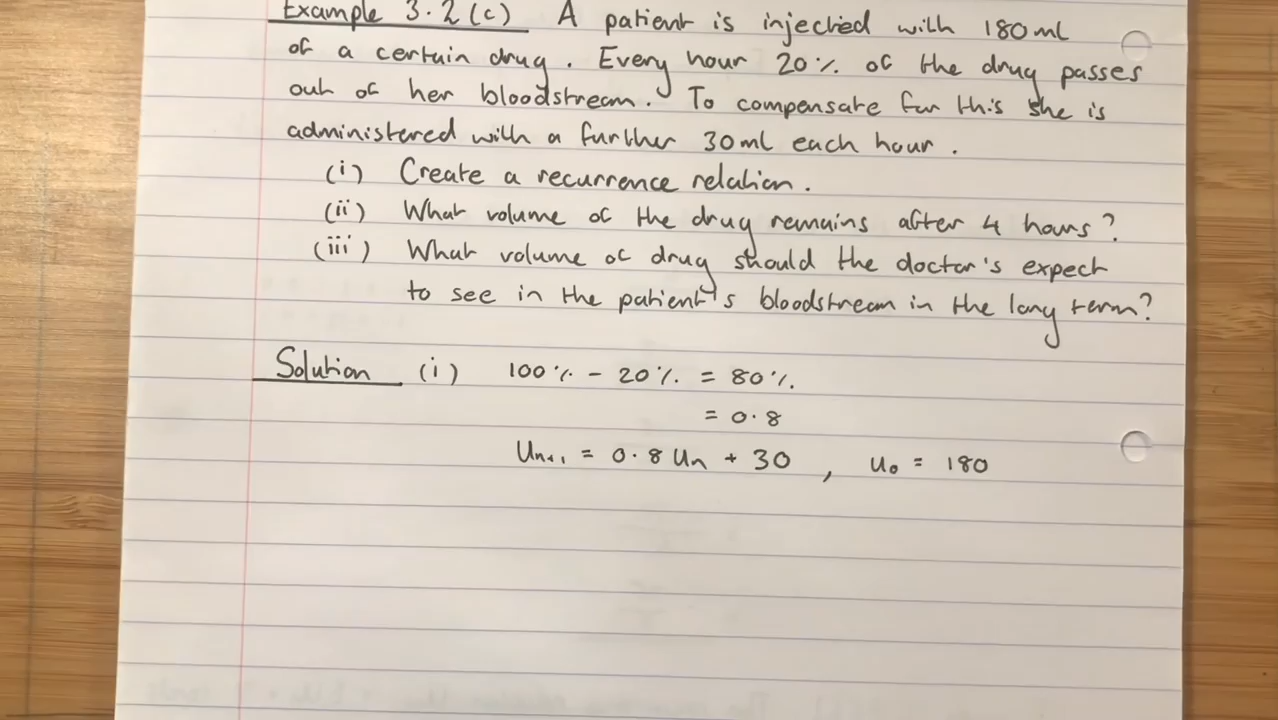 Example 3.2(c) A patient is injected with 180ml
of a certain drug. Every hour 20% of the drug passes
out of her bloodstream. To compensate for this she is
administered with a further 30ml each hour.
(i) Create a recurrence relation.
(ii) What volume of the drug remains after 4 hours?
(iii) What volume of drug should the doctor's expect
to see in the patient's bloodstream in the long term?
Solution (i) 100% - 20% = 80%
= 0.8
Un+1 = 0.8Un + 30 , U0 = 180